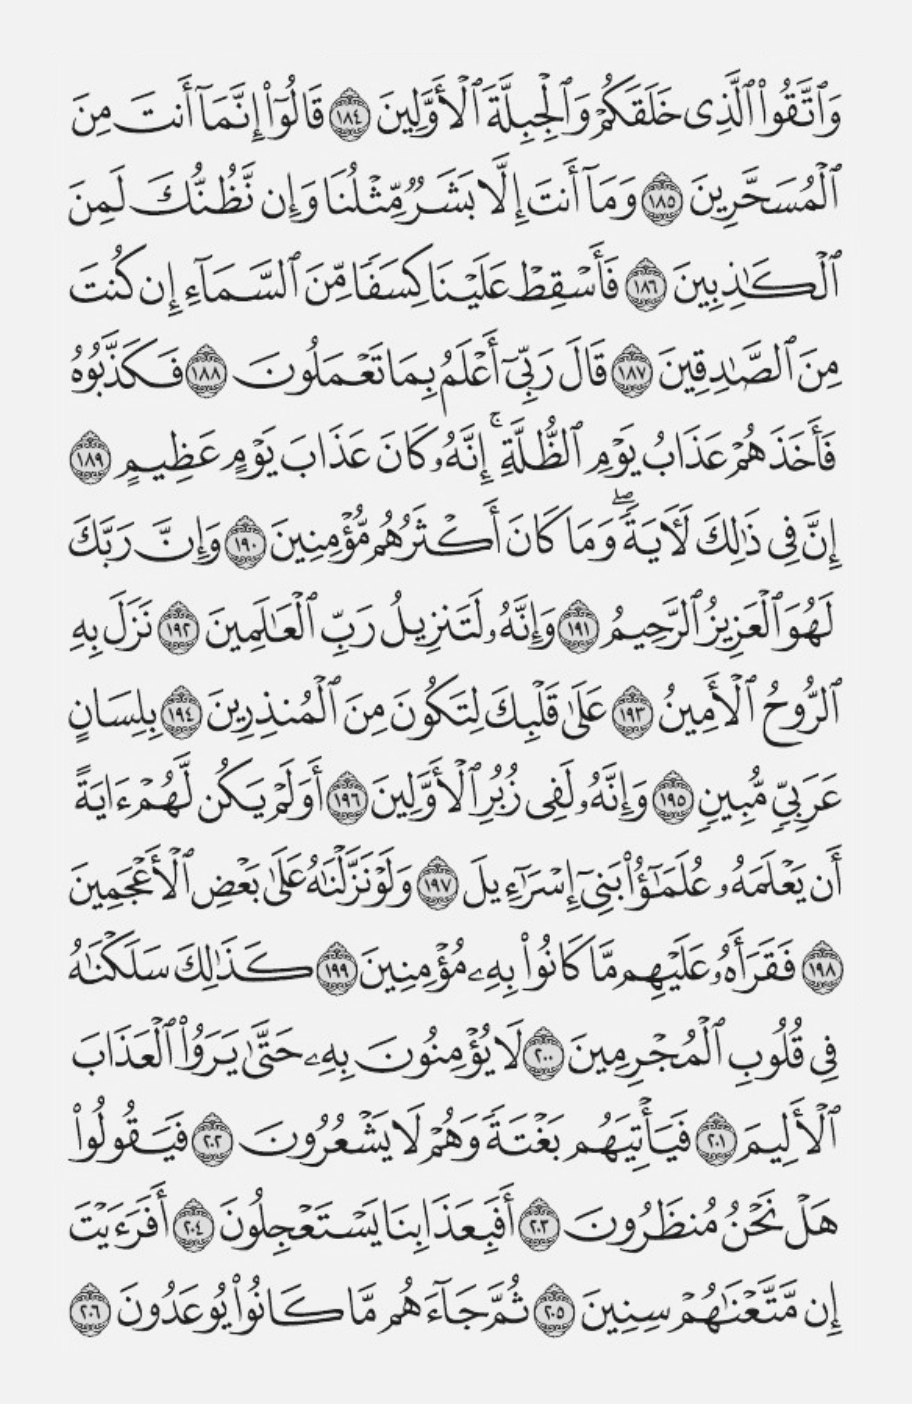 وَٱتَّقُوا۟ ٱلَّذِى خَلَقَكُمْ وَٱلْجِبِلَّةَ ٱلْأَوَّلِينَ ١٨٤ قَالُوٓا۟ إِنَّمَآ أَنتَ مِنَ
ٱلْمُسَحَّرِينَ ١٨٥ وَمَآ أَنتَ إِلَّا بَشَرٌ مِّثْلُنَا وَإِن نَّظُنُّكَ لَمِنَ
ٱلْكَـٰذِبِينَ ١٨٦ فَأَسْقِطْ عَلَيْنَا كِسَفًا مِّنَ ٱلسَّمَآءِ إِن كُنتَ
مِنَ ٱلصَّـٰدِقِينَ ١٨٧ قَالَ رَبِّىٓ أَعْلَمُ بِمَا تَعْمَلُونَ ١٨٨ فَكَذَّبُوهُ
فَأَخَذَهُمْ عَذَابُ يَوْمِ ٱلظُّلَّةِ ۚ إِنَّهُۥ كَانَ عَذَابَ يَوْمٍ عَظِيمٍ ١٨٩
إِنَّ فِى ذَٰلِكَ لَـَٔايَةً ۖ وَمَا كَانَ أَكْثَرُهُم مُّؤْمِنِينَ ١٩٠ وَإِنَّ رَبَّكَ
لَهُوَ ٱلْعَزِيزُ ٱلرَّحِيمُ ١٩١ وَإِنَّهُۥ لَتَنزِيلُ رَبِّ ٱلْعَـٰلَمِينَ ١٩٢ نَزَلَ بِهِ
ٱلرُّوحُ ٱلْأَمِينُ ١٩٣ عَلَىٰ قَلْبِكَ لِتَكُونَ مِنَ ٱلْمُنذِرِينَ ١٩٤ بِلِسَانٍ
عَرَبِىٍّ مُّبِينٍ ١٩٥ وَإِنَّهُۥ لَفِى زُبُرِ ٱلْأَوَّلِينَ ١٩٦ أَوَلَمْ يَكُن لَّهُمْ ءَايَةً
أَن يَعْلَمَهُۥ عُلَمَـٰٓؤُا۟ بَنِىٓ إِسْرَٰٓءِيلَ ١٩٧ وَلَوْ نَزَّلْنَـٰهُ عَلَىٰ بَعْضِ ٱلْأَعْجَمِينَ
١٩٨ فَقَرَأَهُۥ عَلَيْهِم مَّا كَانُوا۟ بِهِۦ مُؤْمِنِينَ ١٩٩ كَذَٰلِكَ سَلَكْنَـٰهُ
فِى قُلُوبِ ٱلْمُجْرِمِينَ ٢٠٠ لَا يُؤْمِنُونَ بِهِۦ حَتَّىٰ يَرَوُا۟ ٱلْعَذَابَ
ٱلْأَلِيمَ ٢٠١ فَيَأْتِيَهُم بَغْتَةً وَهُمْ لَا يَشْعُرُونَ ٢٠٢ فَيَقُولُوا۟
هَلْ نَحْنُ مُنظَرُونَ ٢٠٣ أَفَبِعَذَابِنَا يَسْتَعْجِلُونَ ٢٠٤ أَفَرَءَيْتَ
إِن مَّتَّعْنَـٰهُمْ سِنِينَ ٢٠٥ ثُمَّ جَآءَهُم مَّا كَانُوا۟ يُوعَدُونَ ٢٠٦